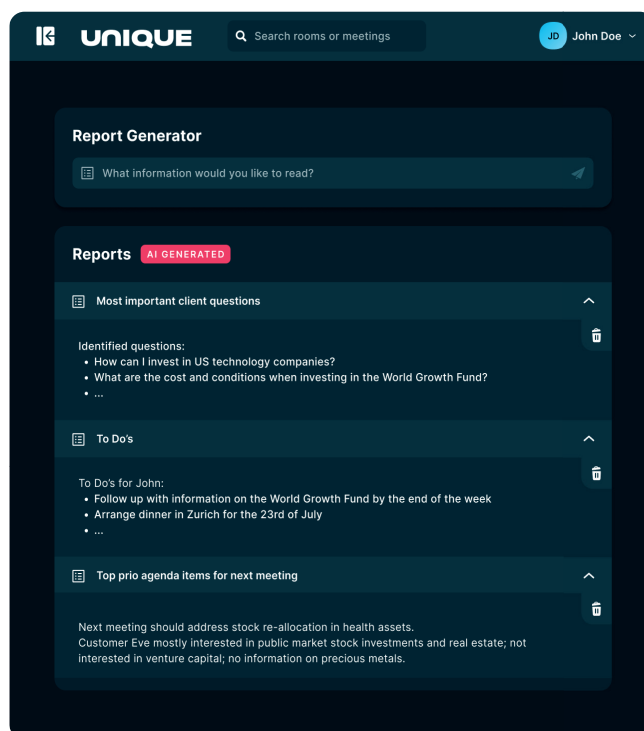 UNIQUE
Search rooms or meetings
JD
John Doe
Report Generator
What information would you like to read?
Reports
AI GENERATED
Most important client questions
Identified questions:
• How can I invest in US technology companies?
• What are the cost and conditions when investing in the World Growth Fund?
• ...
To Do's
To Do's for John:
• Follow up with information on the World Growth Fund by the end of the week
• Arrange dinner in Zurich for the 23rd of July
• ...
Top prio agenda items for next meeting
Next meeting should address stock re-allocation in health assets.
Customer Eve mostly interested in public market stock investments and real estate; not
interested in venture capital; no information on precious metals.